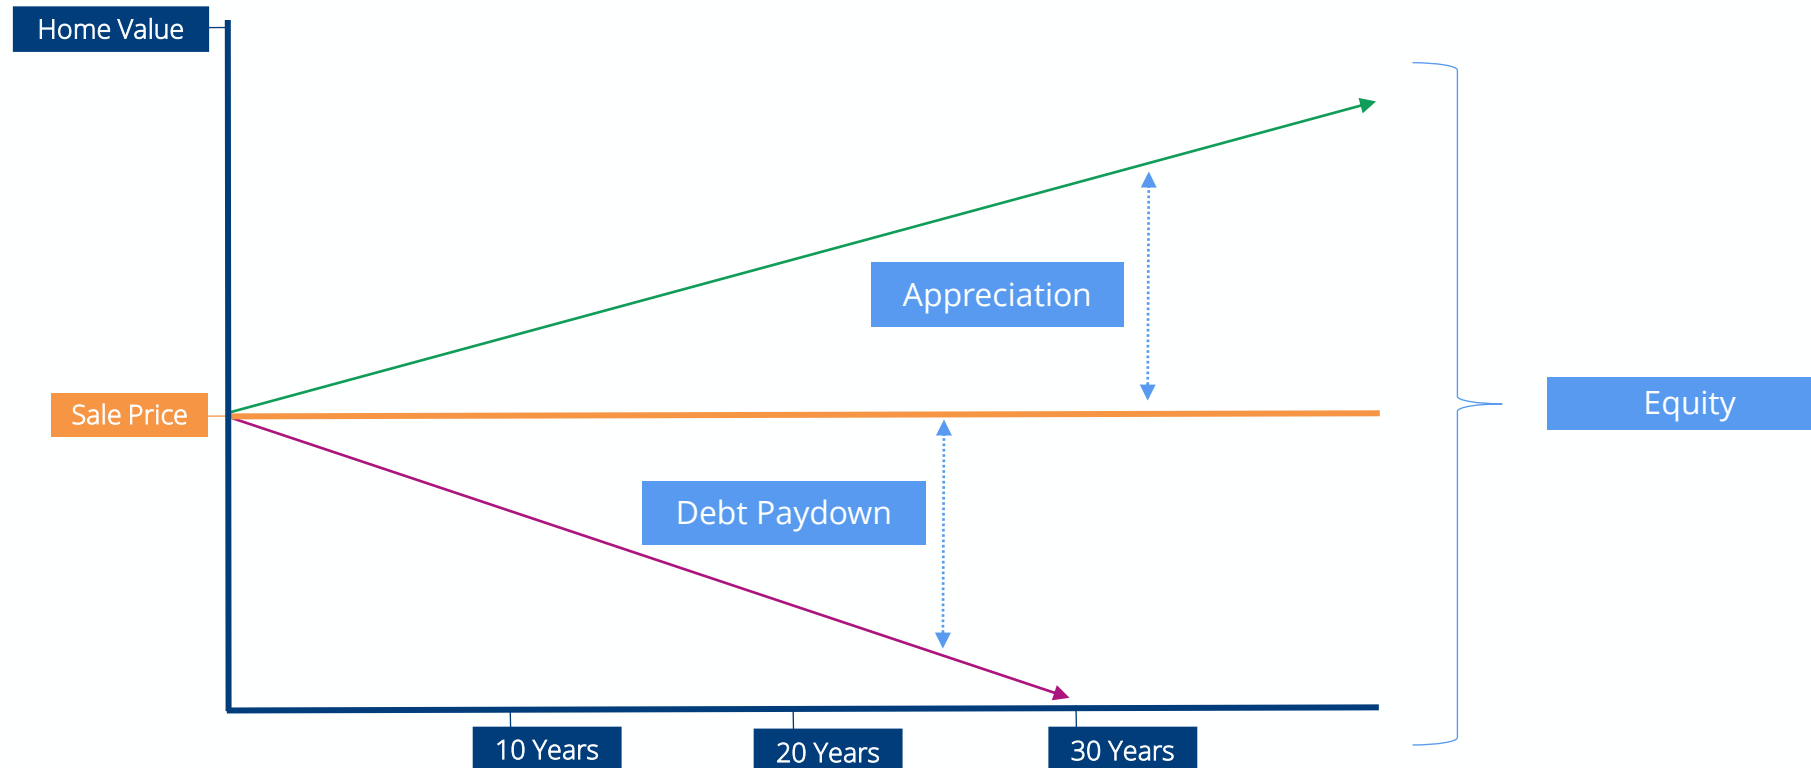 Home Value
Appreciation
Equity
Sale Price
Debt Paydown
10 Years
20 Years
30 Years